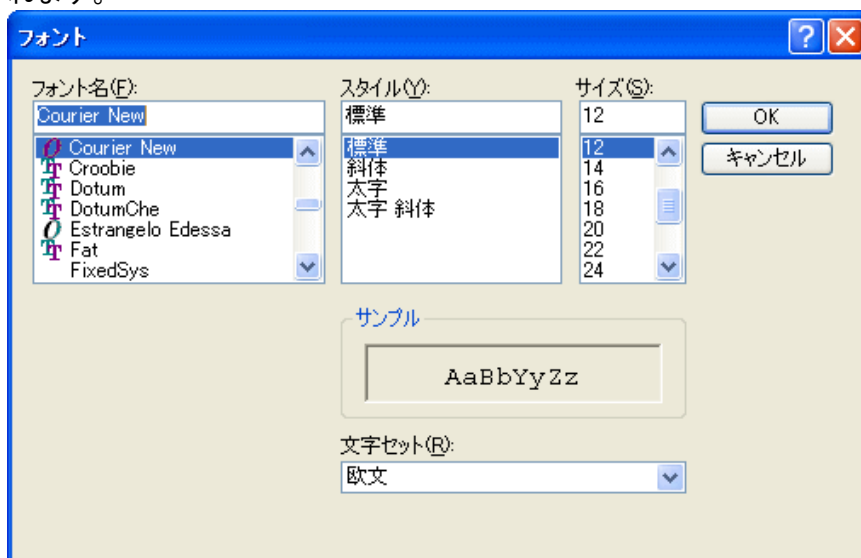 れます。
フォント
フォント名(F):
Courier New
Courier New
Croobie
Dotum
DotumChe
Estrangelo Edessa
Fat
FixedSys
スタイル(Y):
標準
標準
斜体
太字
太字 斜体
サイズ(S):
12
12
14
16
18
20
22
24
OK
キャンセル
サンプル
AaBbYyZz
文字セット(R):
欧文